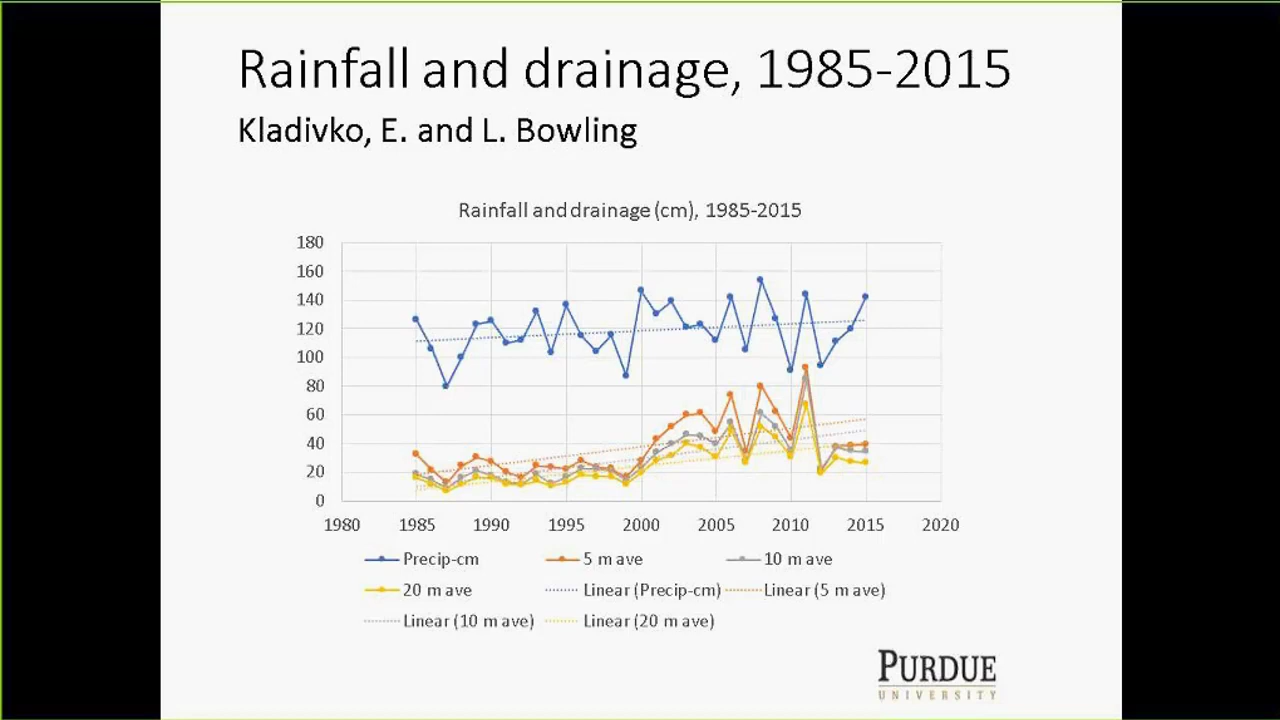 Rainfall and drainage, 1985-2015
Kladivko, E. and L. Bowling
Rainfall and drainage (cm), 1985-2015
180
160
140
120
100
80
60
40
20
0
1980 1985 1990 1995 2000 2005 2010 2015 2020
Precip-cm 5 m ave 10 m ave
20 m ave Linear (Precip-cm) Linear (5 m ave)
Linear (10 m ave) Linear (20 m ave)
PURDUE
UNIVERSITY